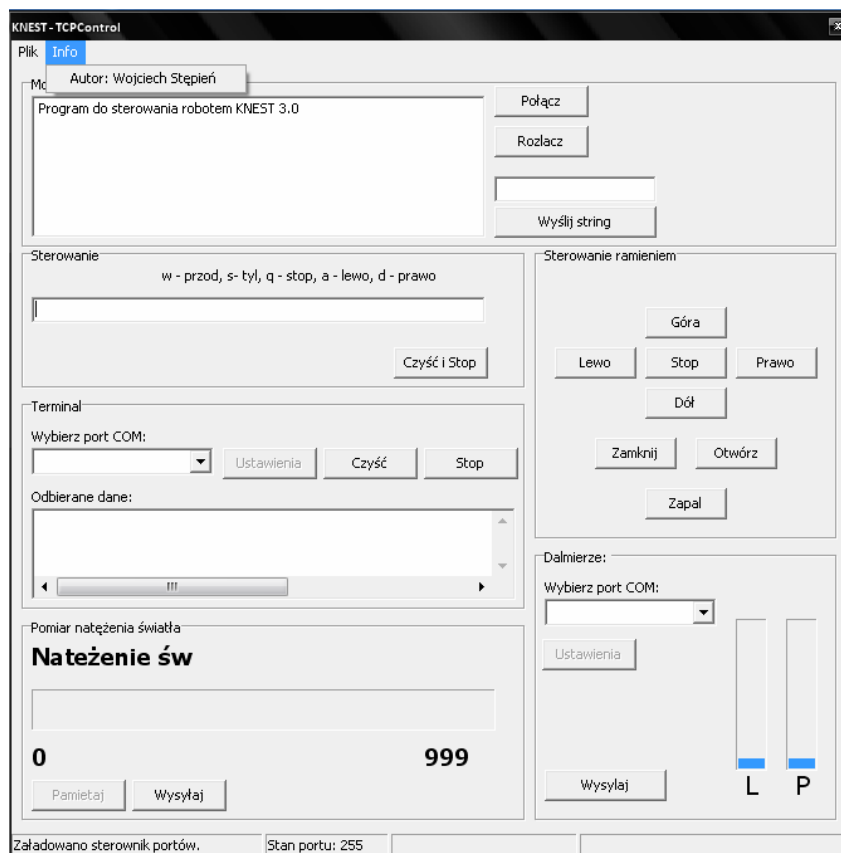 KNEST - TCPControl
Plik Info
Autor: Wojciech Stępień
Program do sterowania robotem KNEST 3.0
Połącz
Rozlacz
Wyślij string
Sterowanie
w - przod, s- tyl, q - stop, a - lewo, d - prawo
Czyść i Stop
Sterowanie ramieniem
Góra
Lewo Stop Prawo
Dół
Zamknij Otwórz
Zapal
Terminal
Wybierz port COM:
Ustawienia Czyść Stop
Odbierane dane:
Dalmierze:
Wybierz port COM:
Ustawienia
Wysylaj
L P
Pomiar natężenia światła
Nateżenie św
0 999
Pamietaj Wysyłaj
Załadowano sterownik portów. Stan portu: 255